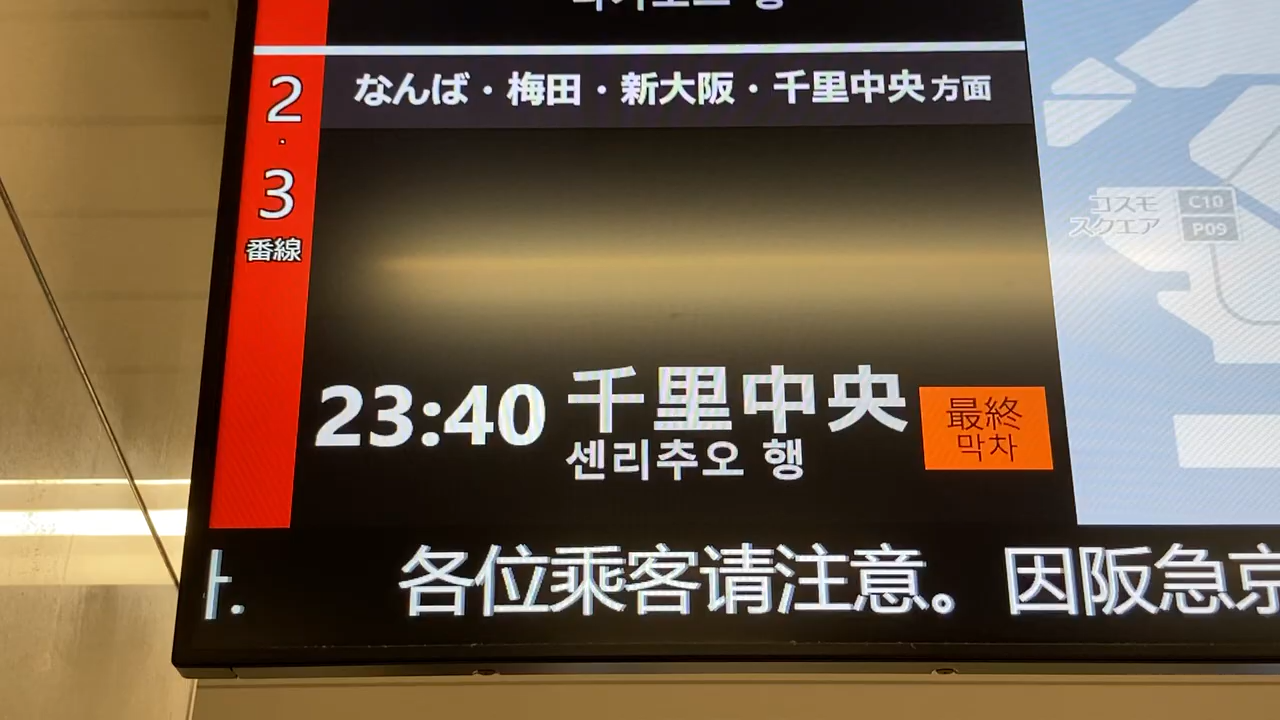 행
2・3
番線
なんば・梅田・新大阪・千里中央方面
コスモ
スクエア
C10
P09
23:40 千里中央 最終
센리추오 행 막차
각位乘客请注意。 因阪急京